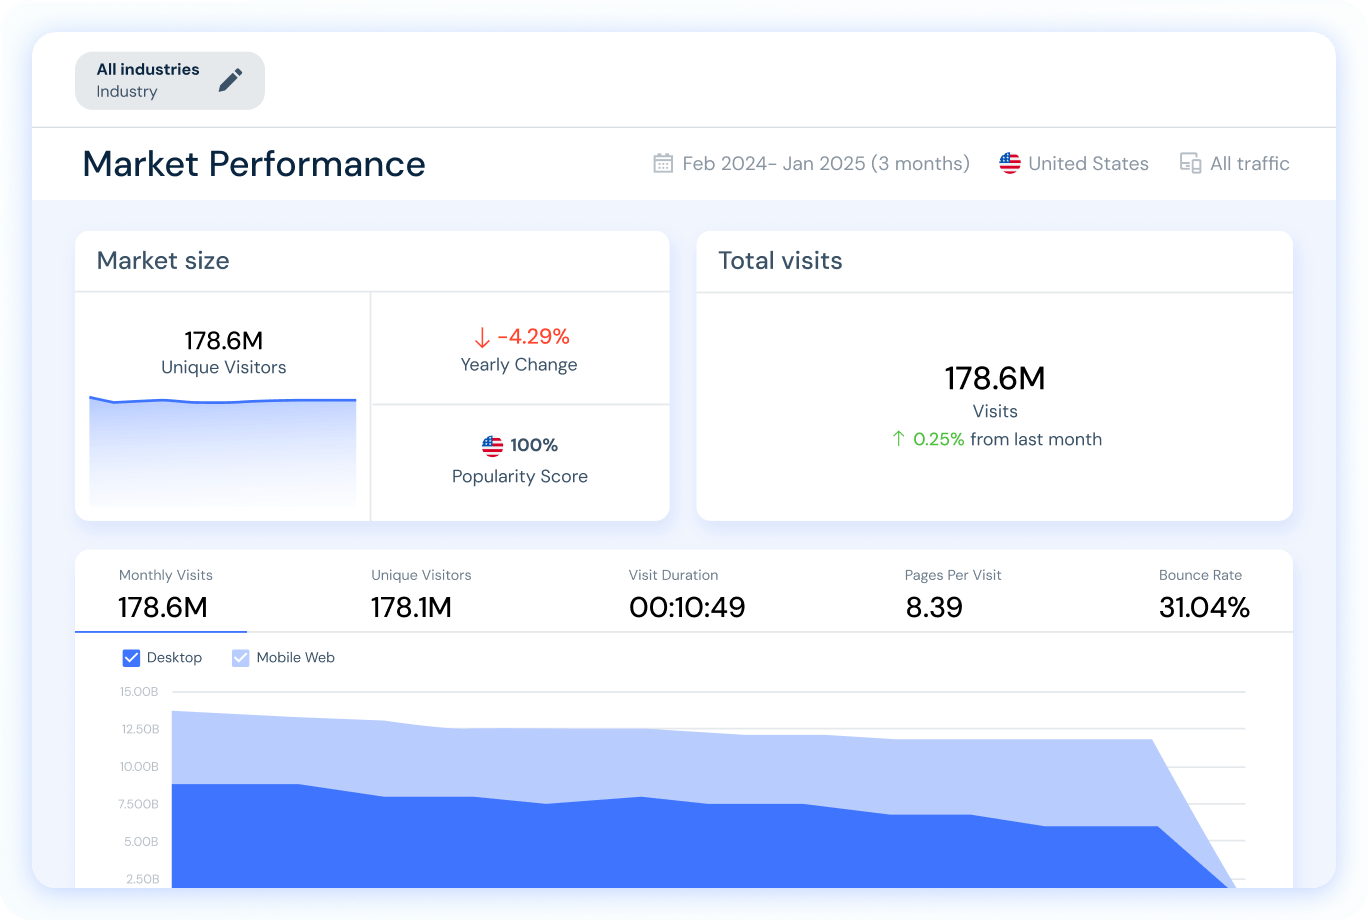 All industries
Industry
Market Performance
Feb 2024- Jan 2025 (3 months)
United States
All traffic
Market size
178.6M
Unique Visitors
-4.29%
Yearly Change
100%
Popularity Score
Total visits
178.6M
Visits
0.25% from last month
Monthly Visits
178.6M
Unique Visitors
178.1M
Visit Duration
00:10:49
Pages Per Visit
8.39
Bounce Rate
31.04%
Desktop
Mobile Web
15.00B
12.50B
10.00B
7.500B
5.00B
2.50B